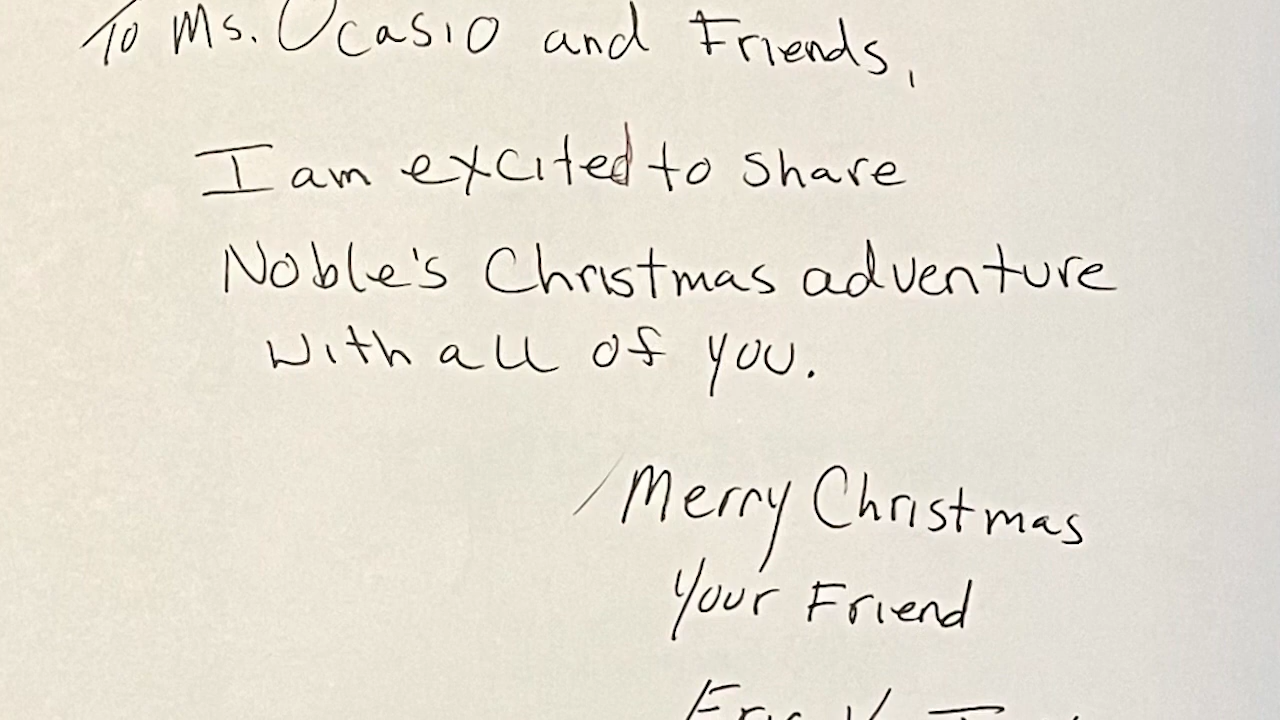 To Ms. Ocasio and Friends,
I am excited to share
Noble's Christmas adventure
with all of you.
Merry Christmas
Your Friend